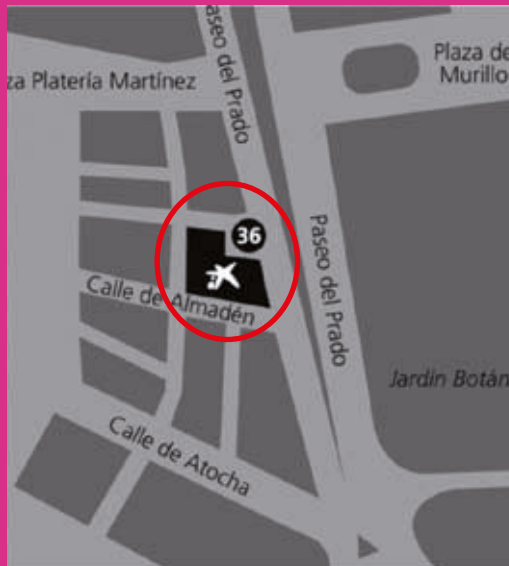 aseo del Prado
Plaza de
Murillo
za Platería Martínez
36
Paseo del Prado
Calle de Almadén
Jardín Botán
Calle de Atocha